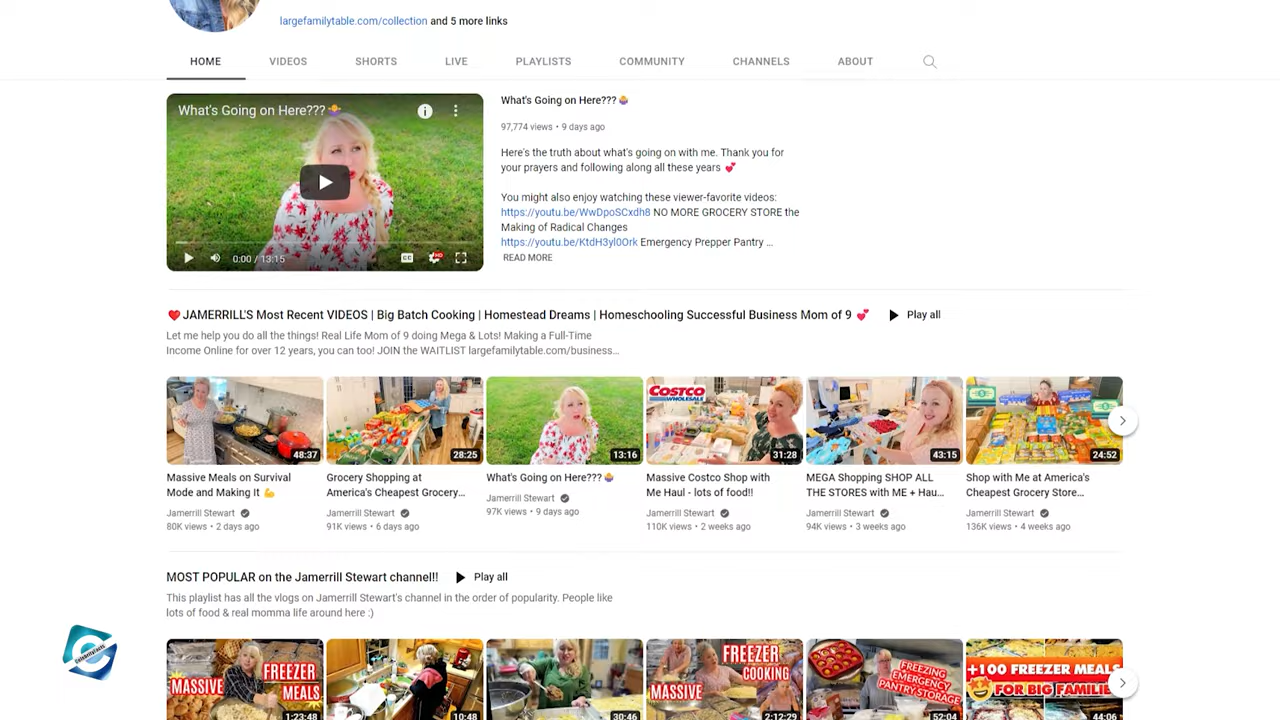 largefamilytable.com/collection and 5 more links
HOME VIDEOS SHORTS LIVE PLAYLISTS COMMUNITY CHANNELS ABOUT
What's Going on Here??? 🤷‍♀️
What's Going on Here??? 🤷‍♀️
97,774 views • 9 days ago
Here's the truth about what's going on with me. Thank you for
your prayers and following along all these years 💕
You might also enjoy watching these viewer-favorite videos:
https://youtu.be/WwDpoSCxdh8 NO MORE GROCERY STORE the
Making of Radical Changes
https://youtu.be/KtdH3yl0Ork Emergency Prepper Pantry ...
READ MORE
CC HD
0:00 / 13:15
❤️ JAMERRILL'S Most Recent VIDEOS | Big Batch Cooking | Homestead Dreams | Homeschooling Successful Business Mom of 9 💕 Play all
Let me help you do all the things! Real Life Mom of 9 doing Mega & Lots! Making a Full-Time
Income Online for over 12 years, you can too! JOIN the WAITLIST largefamilytable.com/business...
48:37
Massive Meals on Survival
Mode and Making It 💪
Jamerrill Stewart
80K views • 2 days ago
28:25
Grocery Shopping at
America's Cheapest Grocery...
Jamerrill Stewart
91K views • 6 days ago
13:16
What's Going on Here??? 🤷‍♀️
Jamerrill Stewart
97K views • 9 days ago
COSTCO
WHOLESALE
31:28
Massive Costco Shop with
Me Haul - lots of food!!
Jamerrill Stewart
110K views • 2 weeks ago
43:15
MEGA Shopping SHOP ALL
THE STORES with ME + Hau...
Jamerrill Stewart
94K views • 3 weeks ago
24:52
Shop with Me at America's
Cheapest Grocery Store...
Jamerrill Stewart
136K views • 4 weeks ago
MOST POPULAR on the Jamerrill Stewart channel!! Play all
This playlist has all the vlogs on Jamerrill Stewart's channel in the order of popularity. People like
lots of food & real momma life around here :)
MASSIVE
FREEZER
MEALS
1:23:48
10:48
30:46
MASSIVE
FREEZER
COOKING
2:12:29
FREEZING
EMERGENCY
PANTRY STORAGE
52:04
+100 FREEZER MEALS
FOR BIG FAMILIES
44:06